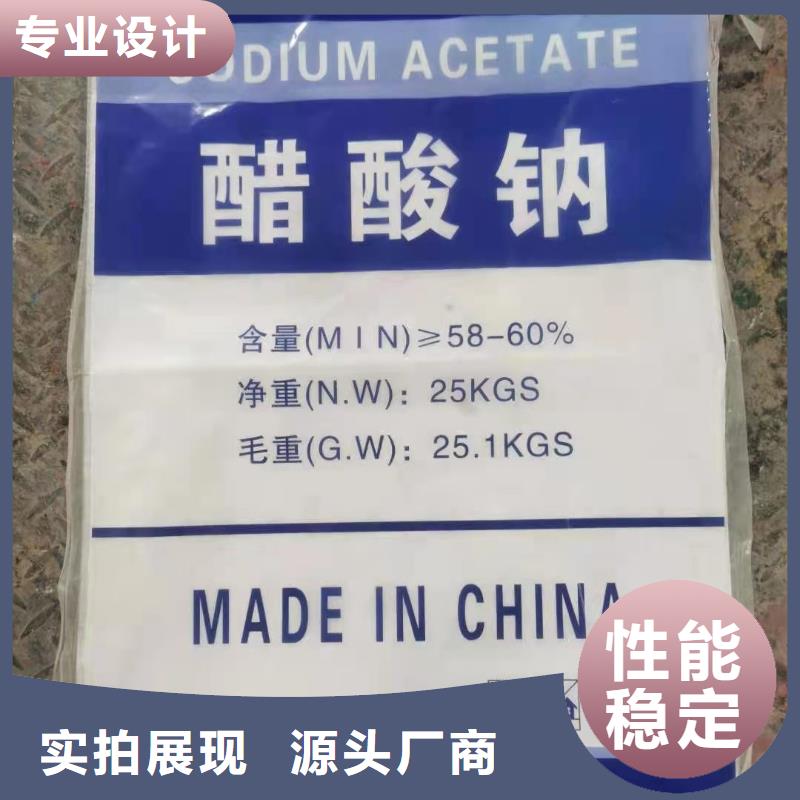 专业设计
SODIUM ACETATE
醋酸钠
含量(MIN)≥58-60%
净重(N.W)：25KGS
毛重(G.W)：25.1KGS
MADE IN CHINA
性能
稳定
实拍展现 源头厂商